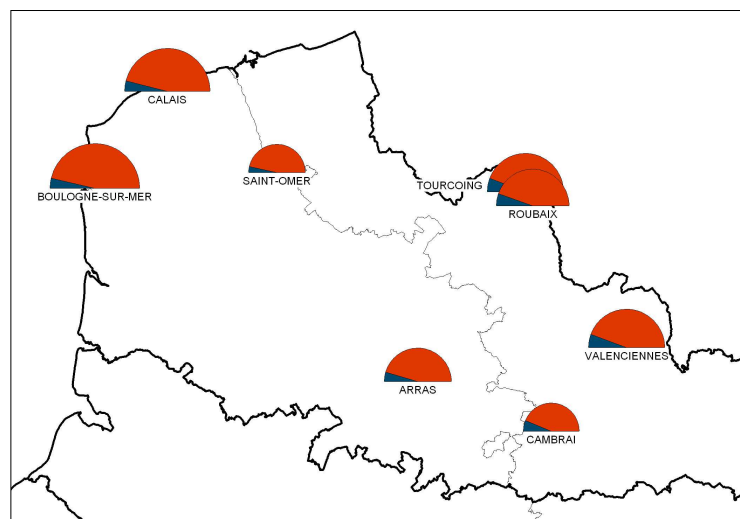 CALAIS
SAINT-OMER
TOURCOING
BOULOGNE-SUR-MER
ROUBAIX
VALENCIENNES
ARRAS
CAMBRAI